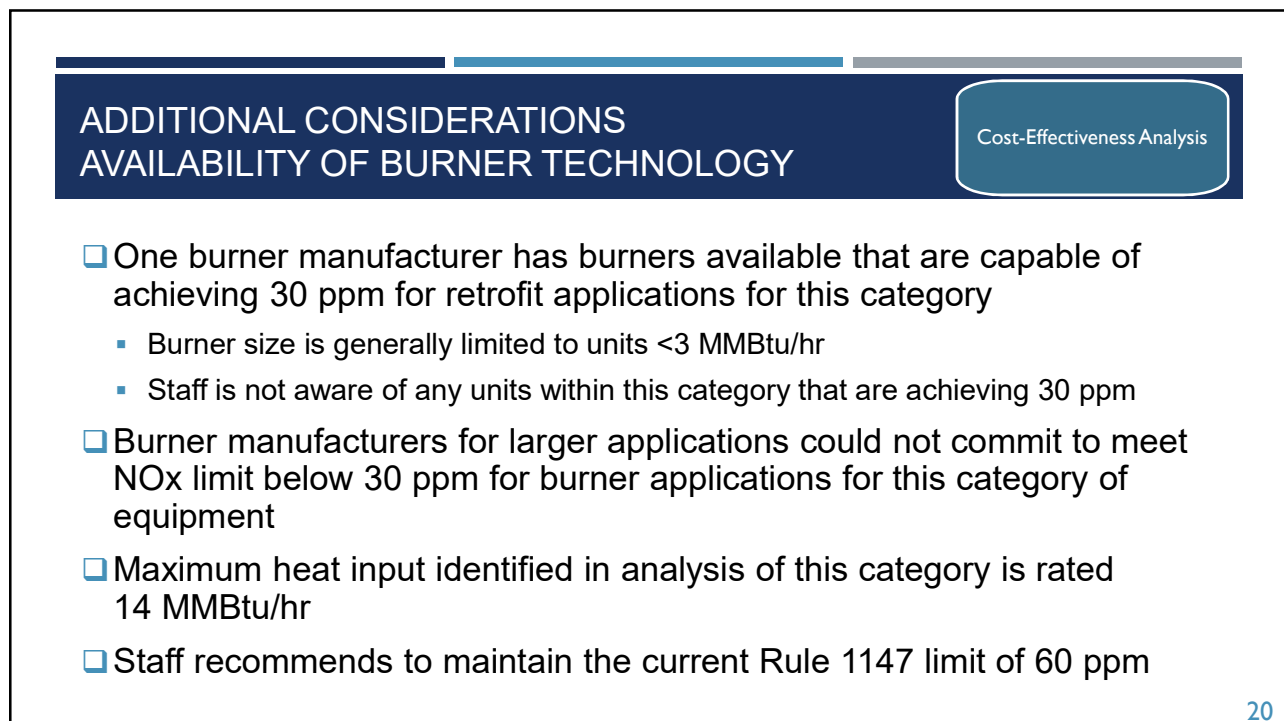 ADDITIONAL CONSIDERATIONS
AVAILABILITY OF BURNER TECHNOLOGY
Cost-Effectiveness Analysis
One burner manufacturer has burners available that are capable of
achieving 30 ppm for retrofit applications for this category
Burner size is generally limited to units <3 MMBtu/hr
Staff is not aware of any units within this category that are achieving 30 ppm
Burner manufacturers for larger applications could not commit to meet
NOx limit below 30 ppm for burner applications for this category of
equipment
Maximum heat input identified in analysis of this category is rated
14 MMBtu/hr
Staff recommends to maintain the current Rule 1147 limit of 60 ppm
20